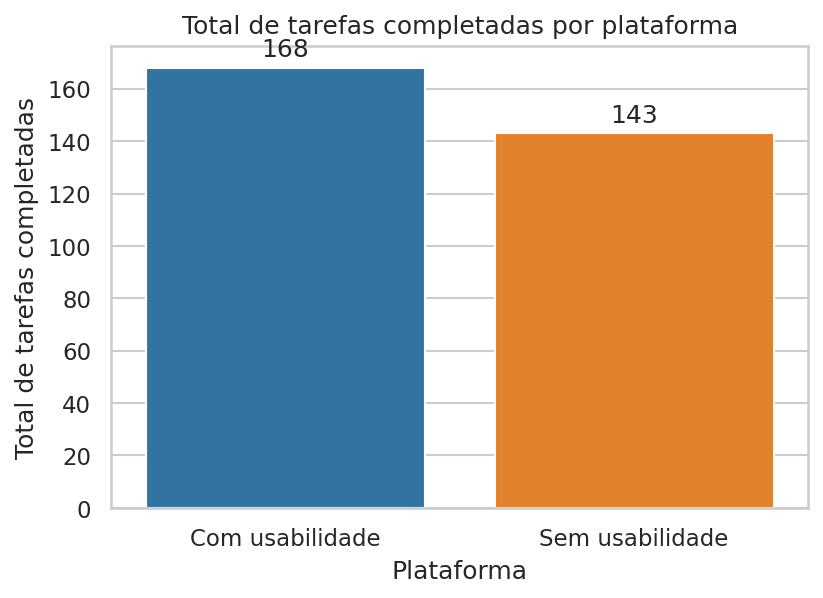 Total de tarefas completadas por plataforma
168
143
Total de tarefas completadas
160
140
120
100
80
60
40
20
0
Com usabilidade
Sem usabilidade
Plataforma